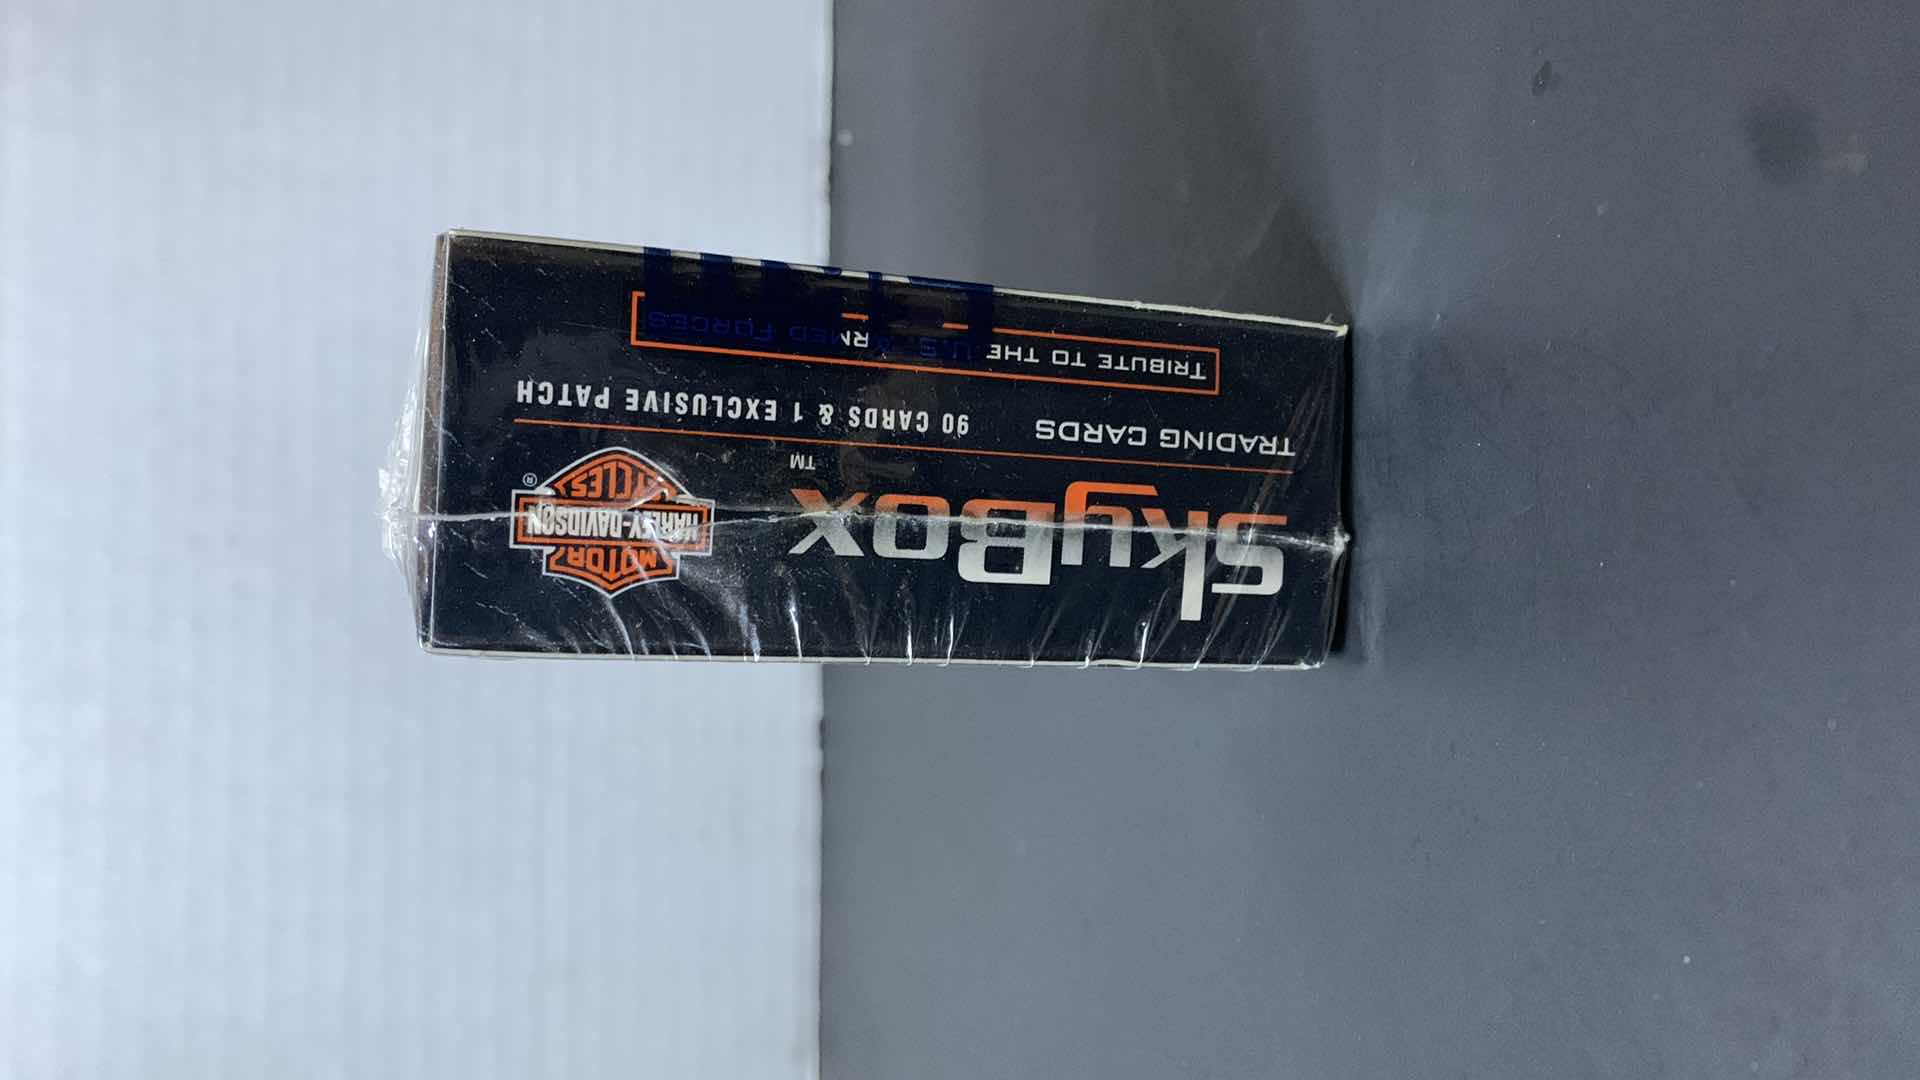 SkyBox
TM
TRADING CARDS
90 CARDS & 1 EXCLUSIVE PATCH
TRIBUTE TO THE U.S. ARMED FORCES
MOTOR
HARLEY-DAVIDSON
CYCLES
®